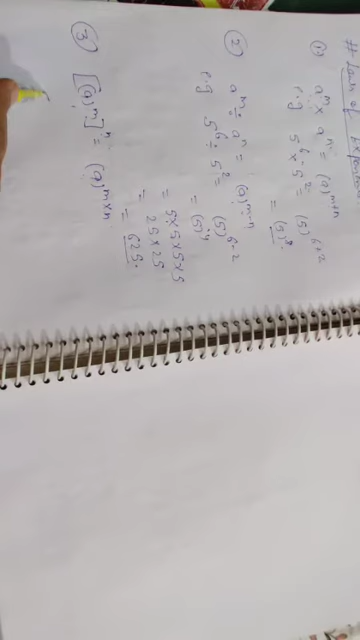 # Laws of Exponents
1) a^m × a^n = (a)^m+n
e.g 5^6 × 5^2 = (5)^6+2
= (5)^8.
2) a^m ÷ a^n = (a)^m-n
e.g 5^6 ÷ 5^2 = (5)^6-2
= (5)^4
= 5×5×5×5
= 25×25
= 625.
3) [(a)^m]^n = (a)^m×n